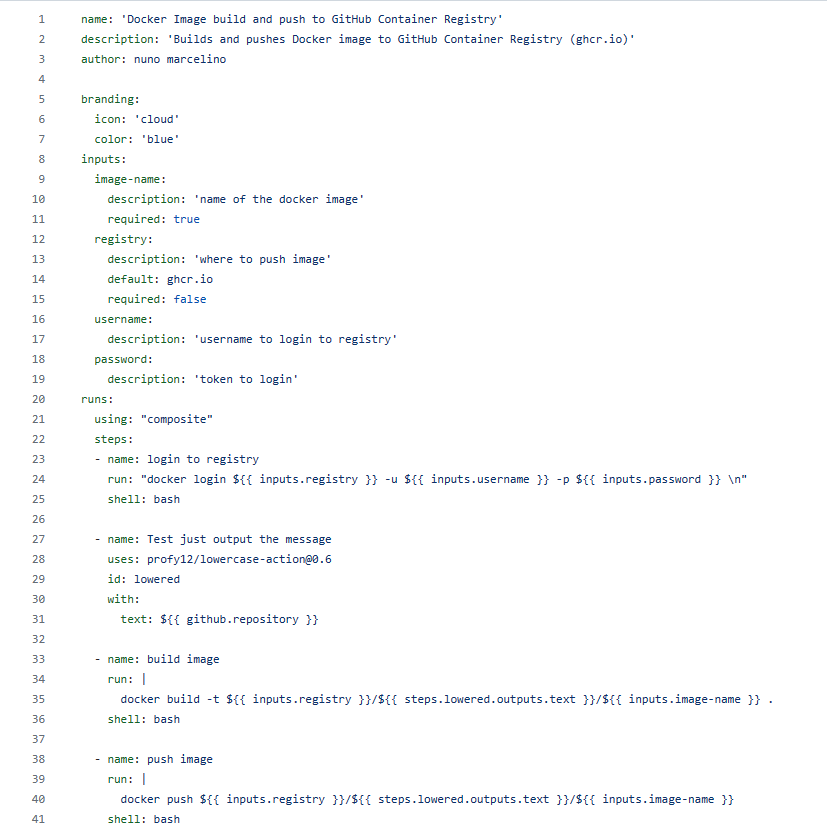 1 name: 'Docker Image build and push to GitHub Container Registry'
2 description: 'Builds and pushes Docker image to GitHub Container Registry (ghcr.io)'
3 author: nuno marcelino
4
5 branding:
6   icon: 'cloud'
7   color: 'blue'
8 inputs:
9   image-name:
10     description: 'name of the docker image'
11     required: true
12   registry:
13     description: 'where to push image'
14     default: ghcr.io
15     required: false
16   username:
17     description: 'username to login to registry'
18   password:
19     description: 'token to login'
20 runs:
21   using: "composite"
22   steps:
23   - name: login to registry
24     run: "docker login ${{ inputs.registry }} -u ${{ inputs.username }} -p ${{ inputs.password }} \n"
25     shell: bash
26
27   - name: Test just output the message
28     uses: profy12/lowercase-action@0.6
29     id: lowered
30     with:
31       text: ${{ github.repository }}
32
33   - name: build image
34     run: |
35       docker build -t ${{ inputs.registry }}/${{ steps.lowered.outputs.text }}/${{ inputs.image-name }} .
36     shell: bash
37
38   - name: push image
39     run: |
40       docker push ${{ inputs.registry }}/${{ steps.lowered.outputs.text }}/${{ inputs.image-name }}
41     shell: bash